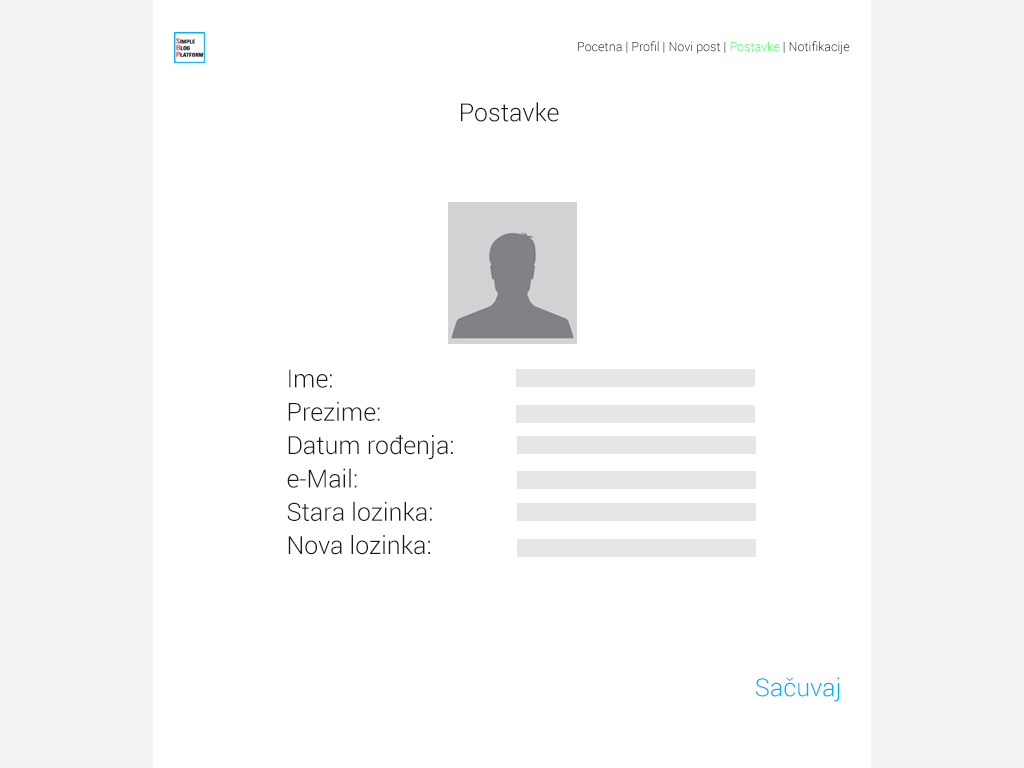 SIMPLE
BLOG
PLATFORM
Pocetna | Profil | Novi post | Postavke | Notifikacije
Postavke
Ime:
Prezime:
Datum rođenja:
e-Mail:
Stara lozinka:
Nova lozinka:
Sačuvaj